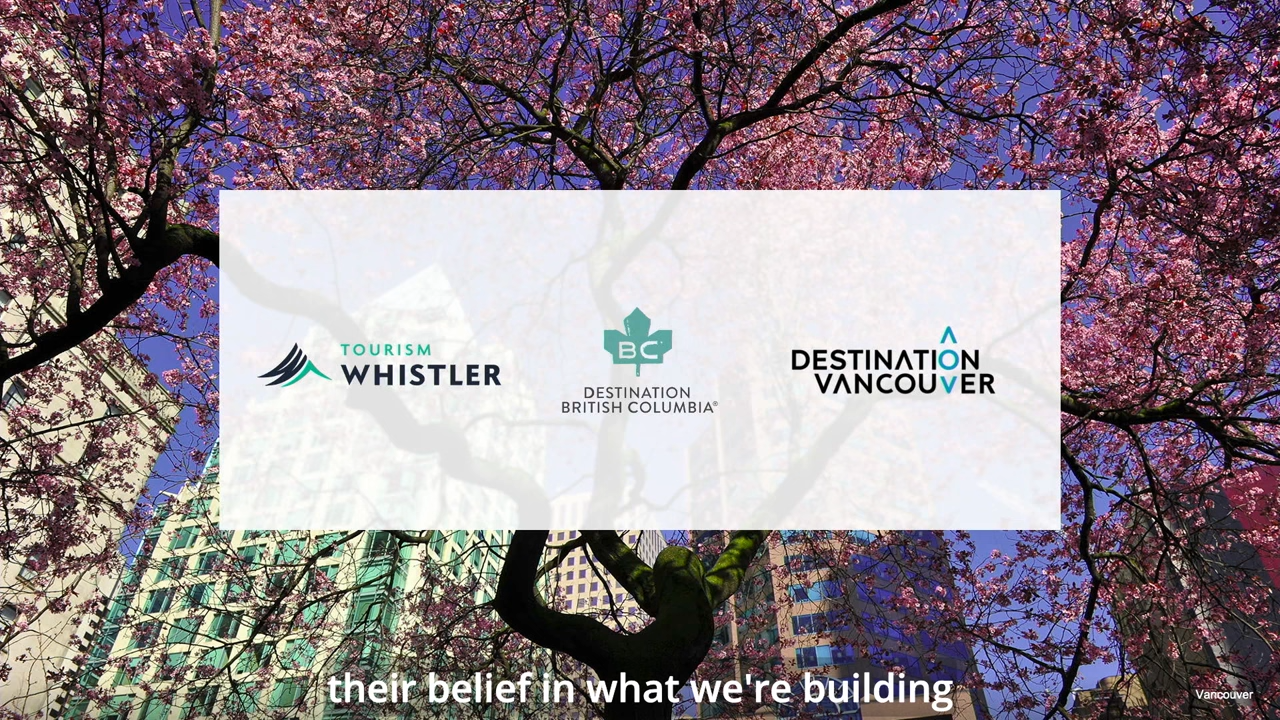 TOURISM
WHISTLER
BC
DESTINATION
BRITISH COLUMBIA®
DESTINATION
VANCOUVER
their belief in what we're building
Vancouver